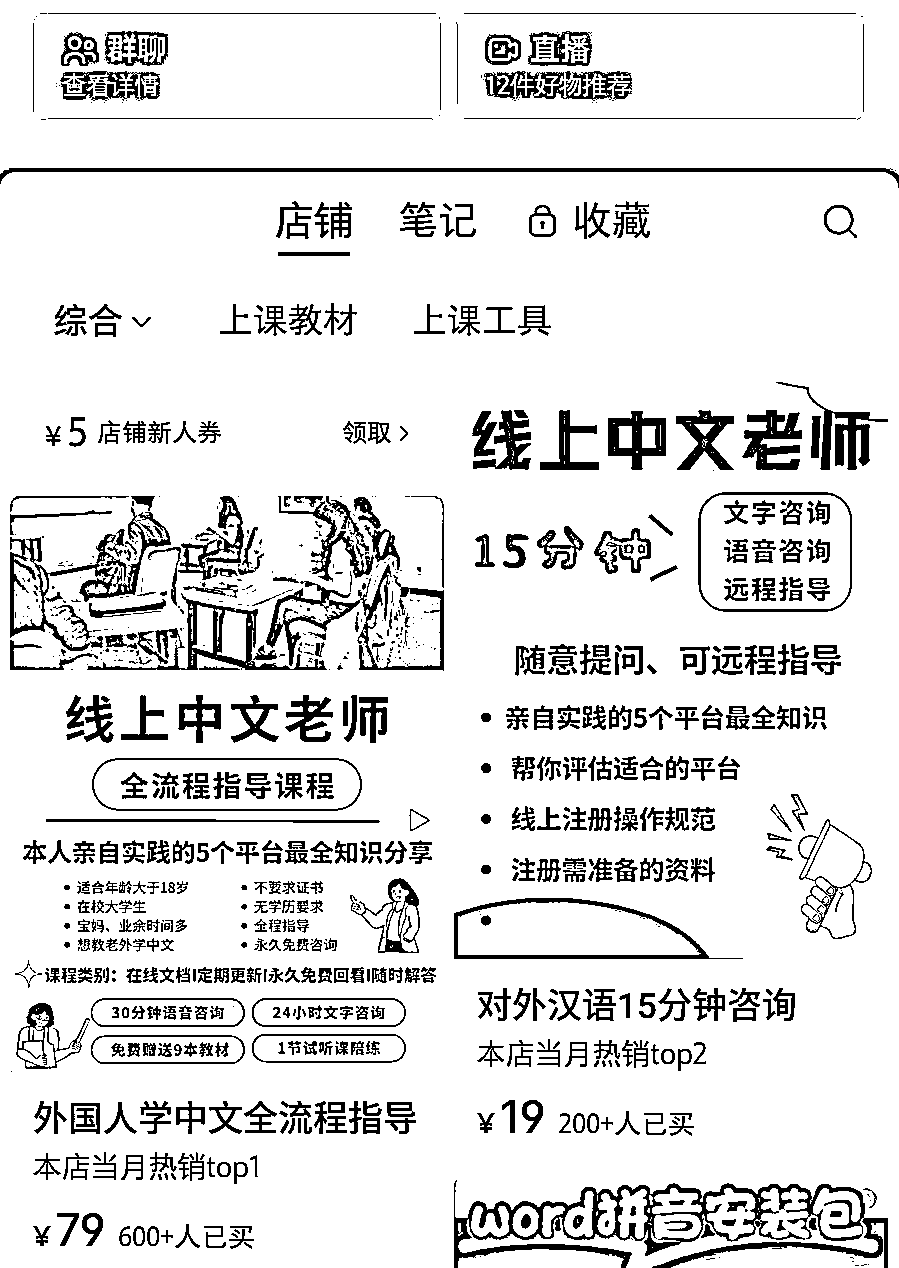 群聊
查看详情
直播
12件好物推荐
店铺 笔记 收藏
综合 上课教材 上课工具
¥5 店铺新人券 领取
线上中文老师
全流程指导课程
本人亲自实践的5个平台最全知识分享
适合年龄大于18岁
在校大学生
宝妈、业余时间多
想教老外学中文
不要求证书
无学历要求
全程指导
永久免费咨询
课程类别：在线文档|定期更新|永久免费回看|随时解答
30分钟语音咨询
24小时文字咨询
免费赠送9本教材
1节试听课陪练
外国人学中文全流程指导
本店当月热销top1
¥79 600+人已买
线上中文老师
15分钟
文字咨询
语音咨询
远程指导
随意提问、可远程指导
亲自实践的5个平台最全知识
帮你评估适合的平台
线上注册操作规范
注册需准备的资料
对外汉语15分钟咨询
本店当月热销top2
¥19 200+人已买
word拼音安装包